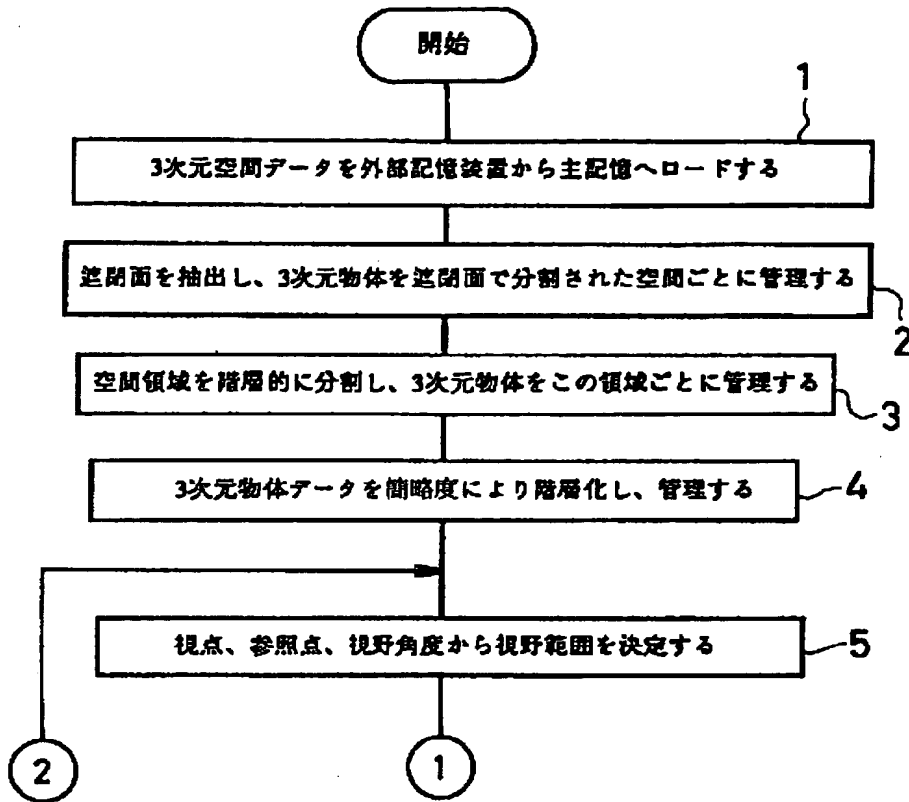 開始
1
3次元空間データを外部記憶装置から主記憶へロードする
遮閉面を抽出し、3次元物体を遮閉面で分割された空間ごとに管理する
2
空間領域を階層的に分割し、3次元物体をこの領域ごとに管理する
3
3次元物体データを簡略度により階層化し、管理する
4
視点、参照点、視野角度から視野範囲を決定する
5
2
1